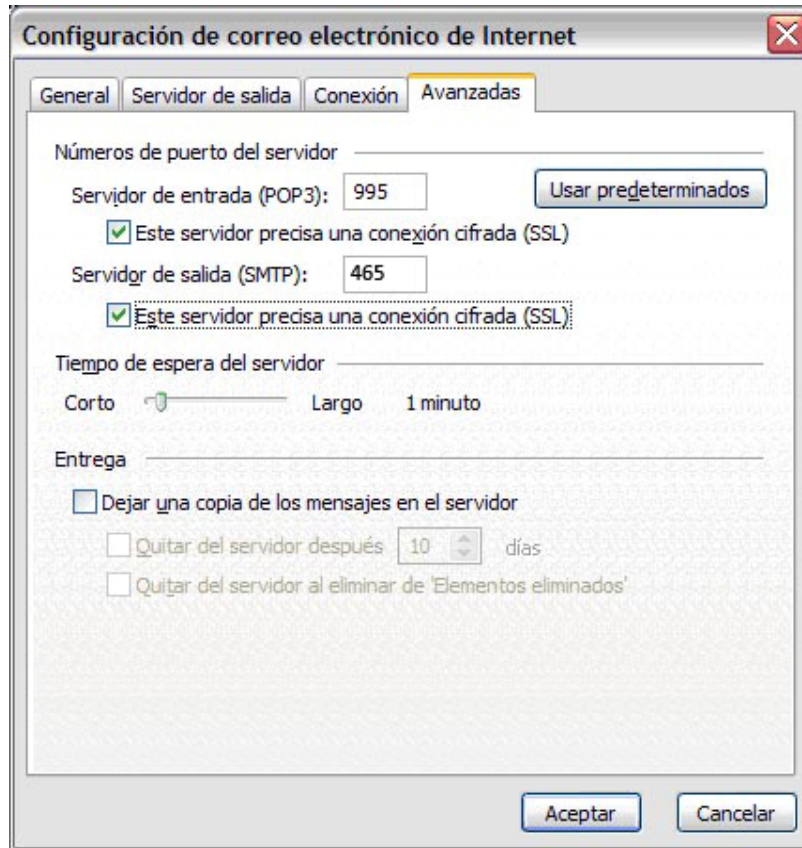 Configuración de correo electrónico de Internet
General Servidor de salida Conexión Avanzadas
Números de puerto del servidor
Servidor de entrada (POP3): 995 Usar predeterminados
Este servidor precisa una conexión cifrada (SSL)
Servidor de salida (SMTP): 465
Este servidor precisa una conexión cifrada (SSL)
Tiempo de espera del servidor
Corto Largo 1 minuto
Entrega
Dejar una copia de los mensajes en el servidor
Quitar del servidor después 10 días
Quitar del servidor al eliminar de 'Elementos eliminados'
Aceptar Cancelar